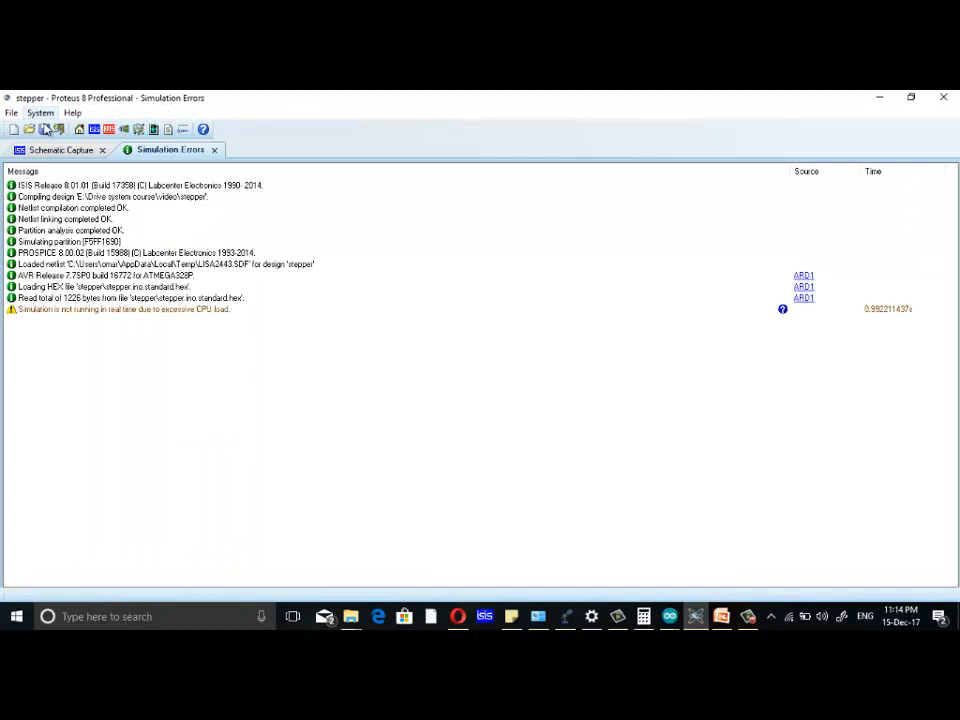 stepper - Proteus 8 Professional - Simulation Errors
File System Help
Schematic Capture Simulation Errors
Message Source Time
ISIS Release 8.01.01 (Build 17358) (C) Labcenter Electronics 1990- 2014.
Compiling design 'E:\Drive system course\video\stepper'.
Netlist compilation completed OK.
Netlist linking completed OK.
Partition analysis completed OK.
Simulating partition [F5FF1690]
PROSPICE 8.00.02 (Build 15988) (C) Labcenter Electronics 1993-2014.
Loaded netlist 'C:\Users\omar\AppData\Local\Temp\LISA2443.SDF' for design 'stepper'
AVR Release 7.7SP0 build 16772 for ATMEGA328P. ARD1
Loading HEX file 'stepper\stepper.ino.standard.hex'. ARD1
Read total of 1226 bytes from file 'stepper\stepper.ino.standard.hex'. ARD1
Simulation is not running in real time due to excessive CPU load. 0.992211437s
Type here to search
ISIS
ENG
11:14 PM
15-Dec-17